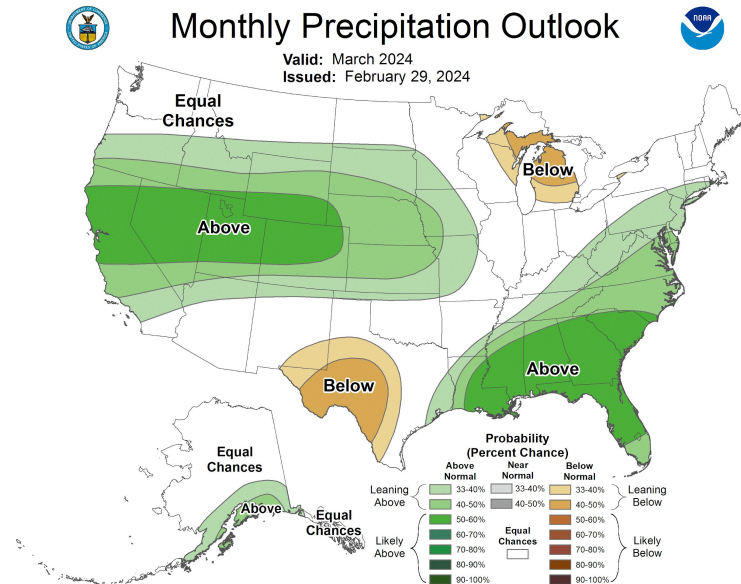 Monthly Precipitation Outlook
NOAA
Valid: March 2024
Issued: February 29, 2024
Equal
Chances
Below
Above
Below
Above
Equal
Chances
Above
Equal
Chances
Probability
(Percent Chance)
Above
Normal
Near
Normal
Below
Normal
Leaning
Above
33-40%
33-40%
33-40%
Leaning
Below
40-50%
40-50%
40-50%
Likely
Above
50-60%
Equal
Chances
50-60%
Likely
Below
60-70%
60-70%
70-80%
70-80%
80-90%
80-90%
90-100%
90-100%